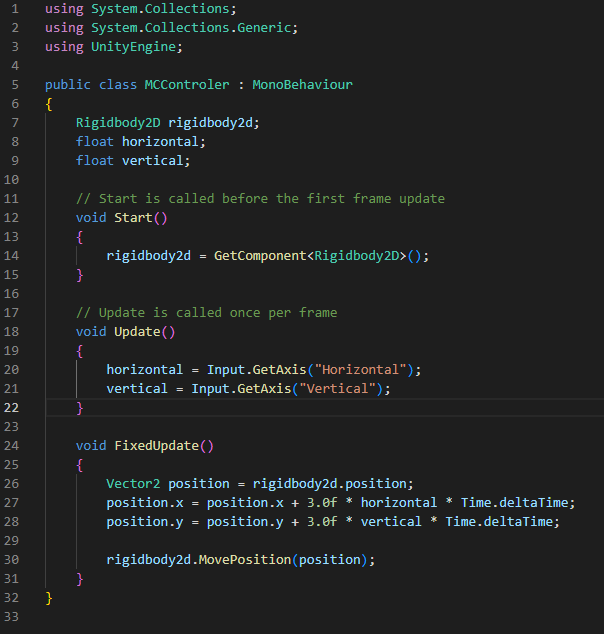 1 using System.Collections;
2 using System.Collections.Generic;
3 using UnityEngine;
4
5 public class MCControler : MonoBehaviour
6 {
7     Rigidbody2D rigidbody2d;
8     float horizontal;
9     float vertical;
10
11     // Start is called before the first frame update
12     void Start()
13     {
14         rigidbody2d = GetComponent<Rigidbody2D>();
15     }
16
17     // Update is called once per frame
18     void Update()
19     {
20         horizontal = Input.GetAxis("Horizontal");
21         vertical = Input.GetAxis("Vertical");
22     }
23
24     void FixedUpdate()
25     {
26         Vector2 position = rigidbody2d.position;
27         position.x = position.x + 3.0f * horizontal * Time.deltaTime;
28         position.y = position.y + 3.0f * vertical * Time.deltaTime;
29
30         rigidbody2d.MovePosition(position);
31     }
32 }
33